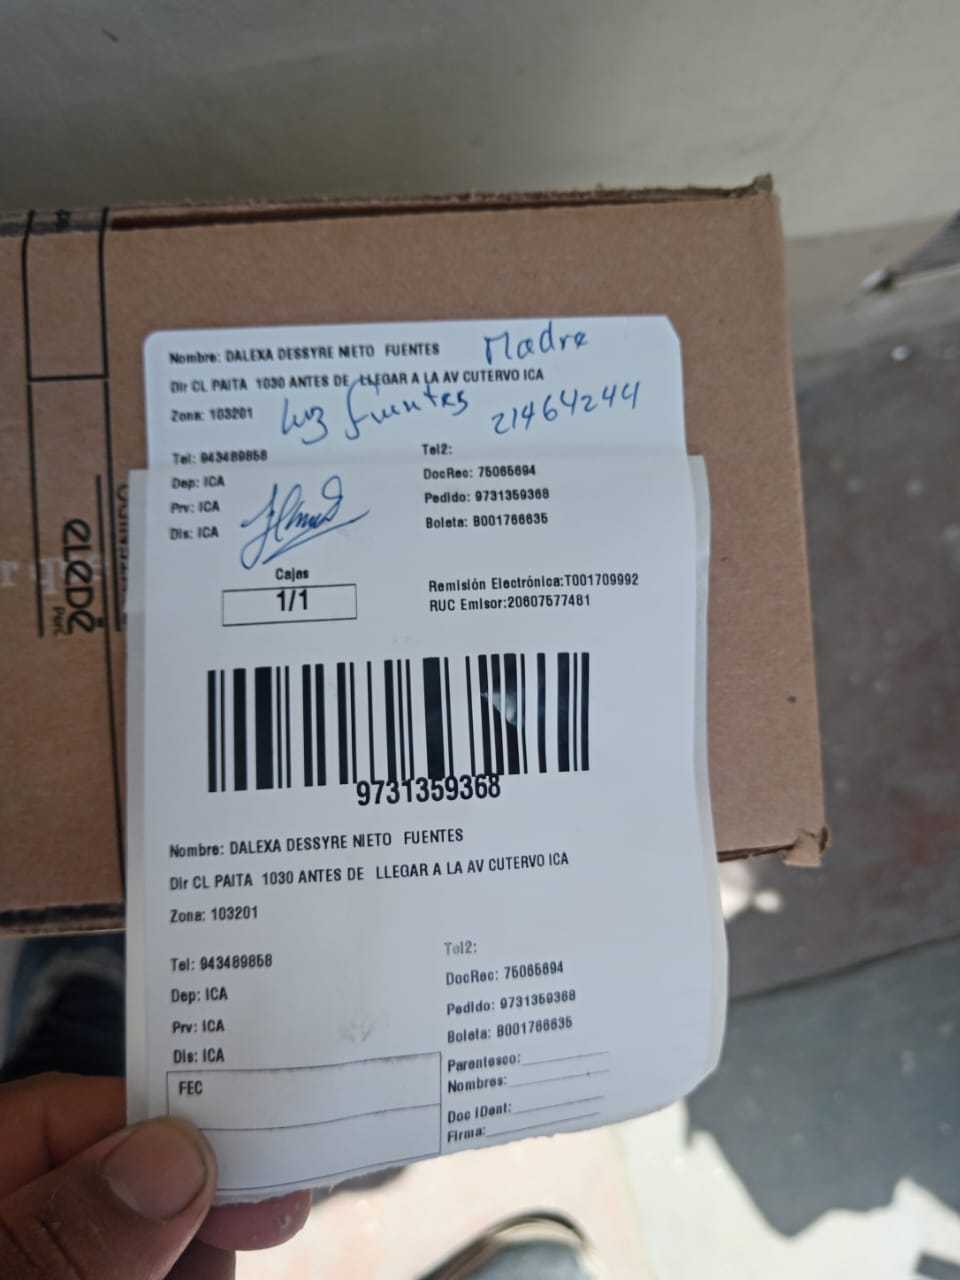 Nombre: DALEXA DESSYRE NIETO FUENTES
Madre
Dir CL PAITA 1030 ANTES DE LLEGAR A LA AV CUTERVO ICA
Zona: 103201
Luz Fuentes
21464244
Tel: 943489858
Tel2:
Dep: ICA
DocRec: 75065694
Prv: ICA
Pedido: 9731359368
Dis: ICA
Boleta: B001766635
Cajas
1/1
Remisión Electrónica:T001709992
RUC Emisor:20607577481
9731359368
Nombre: DALEXA DESSYRE NIETO FUENTES
Dir CL PAITA 1030 ANTES DE LLEGAR A LA AV CUTERVO ICA
Zona: 103201
Tel: 943489858
Tel2:
Dep: ICA
DocRec: 75065694
Prv: ICA
Pedido: 9731359368
Dis: ICA
Boleta: B001766635
FEC
Parentesco:
Nombres:
Doc IDent:
Firma: